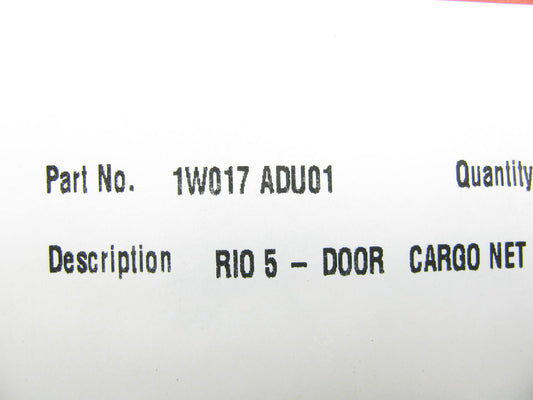 Part No. 1W017 ADU01 Quantity
Description RIO 5 - DOOR CARGO NET